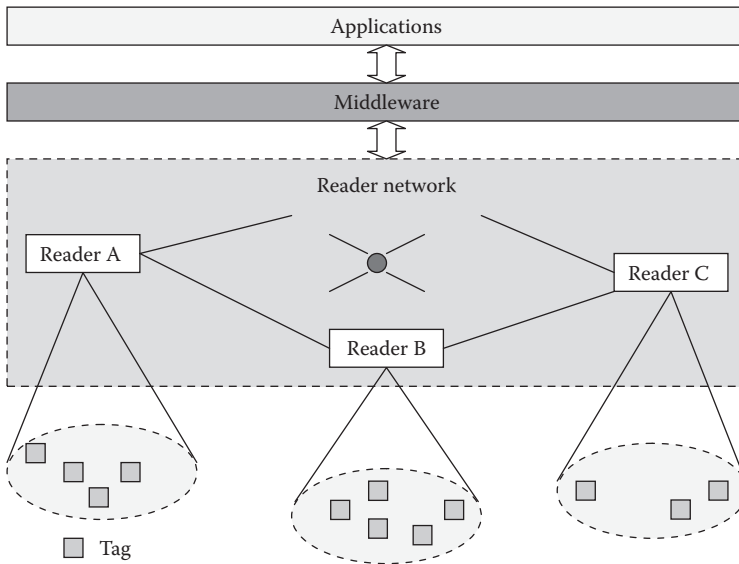 Applications
Middleware
Reader network
Reader A
Reader C
Reader B
Tag